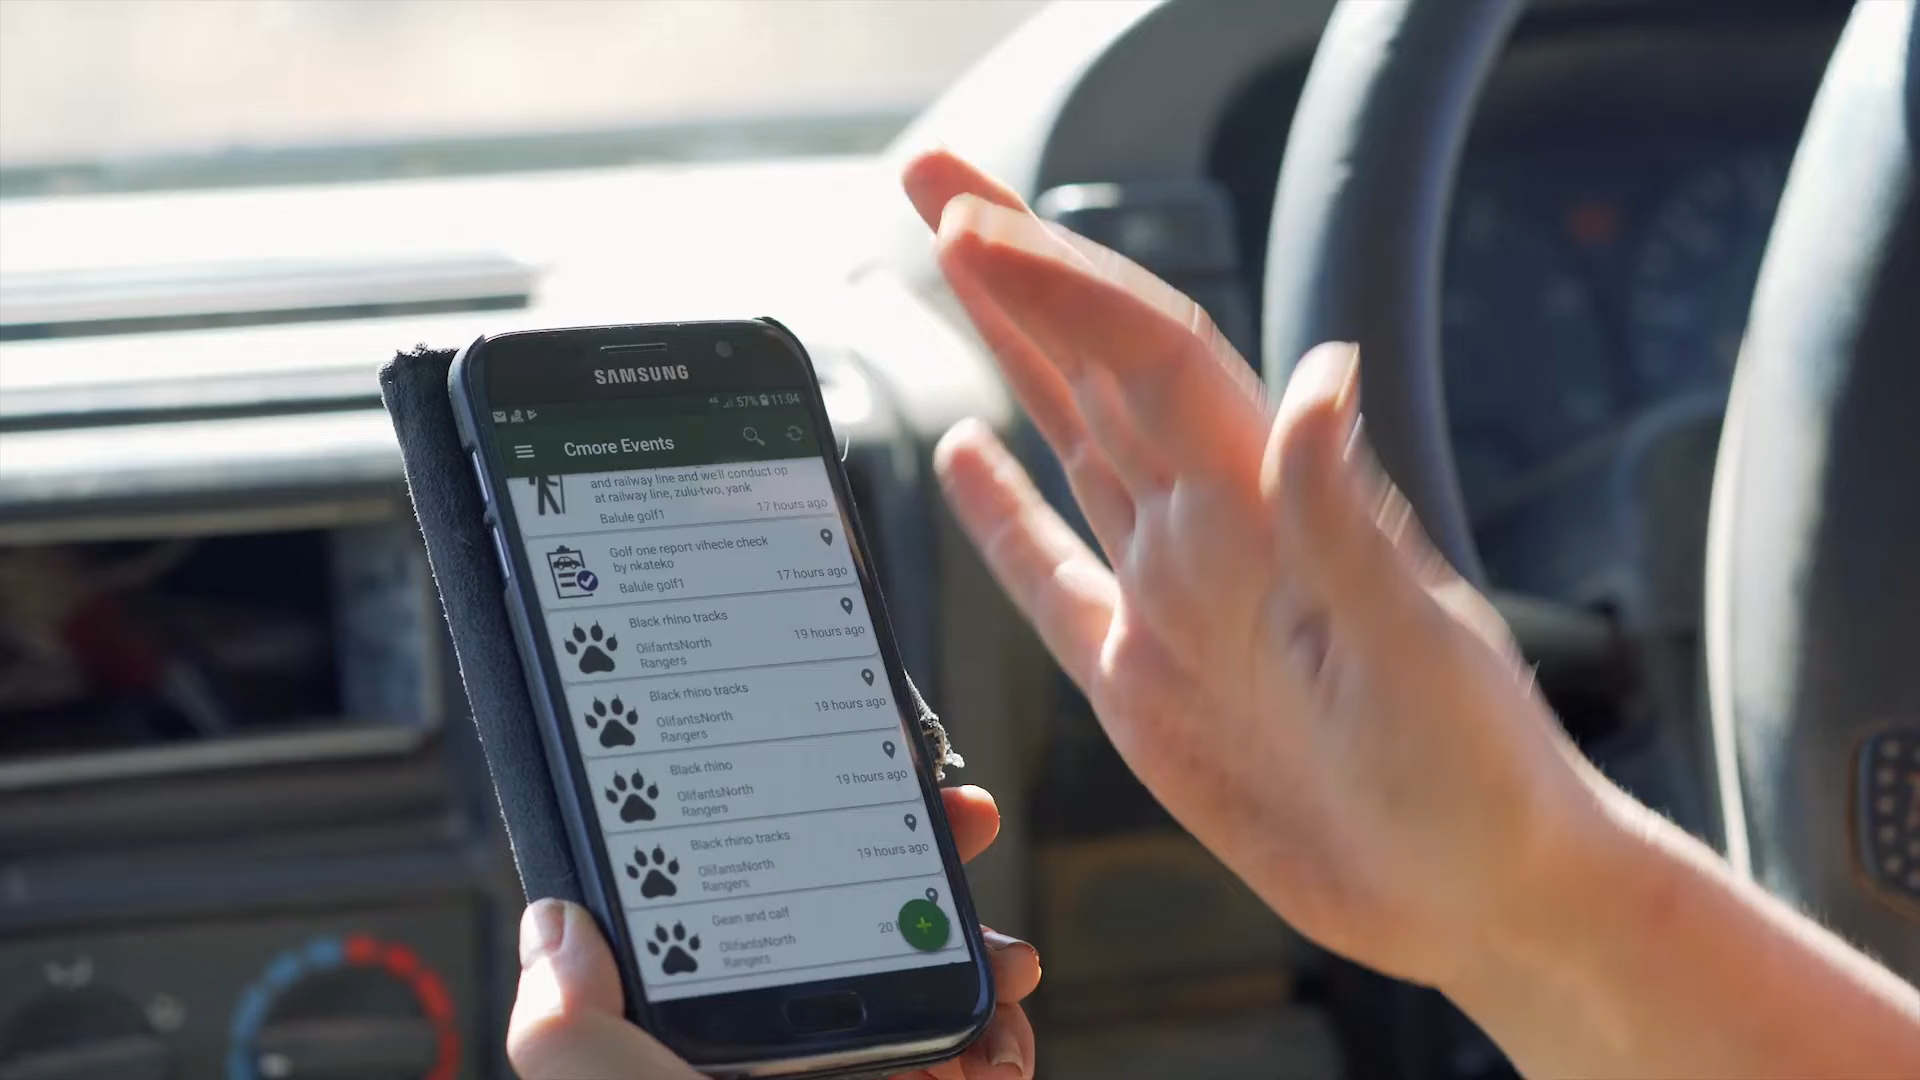 SAMSUNG
4G 57% 11:04
Cmore Events
and railway line and we'll conduct op
at railway line, zulu-two, yank
Balule golf1
17 hours ago
Golf one report vihecle check
by nkateko
Balule golf1
17 hours ago
Black rhino tracks
OlifantsNorth
Rangers
19 hours ago
Black rhino tracks
OlifantsNorth
Rangers
19 hours ago
Black rhino
OlifantsNorth
Rangers
19 hours ago
Black rhino tracks
OlifantsNorth
Rangers
19 hours ago
Gean and calf
OlifantsNorth
Rangers
20